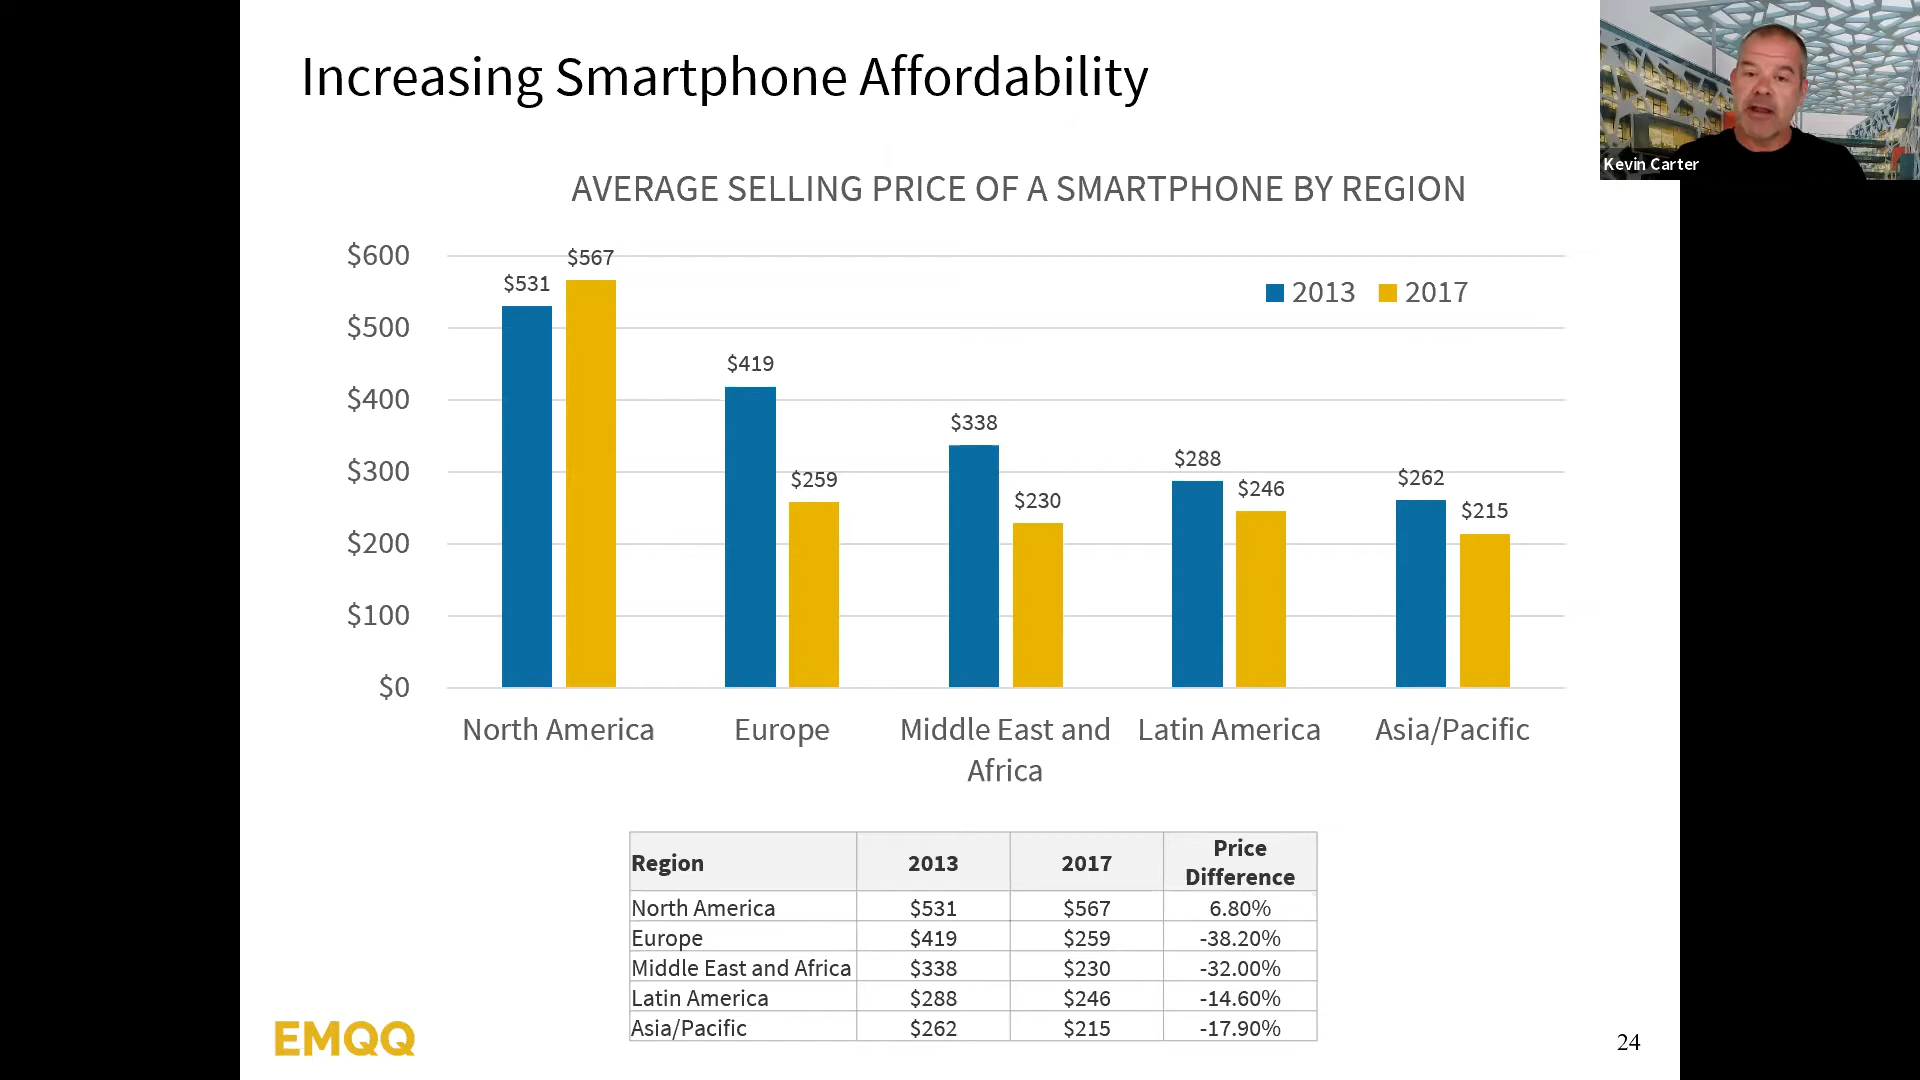 Increasing Smartphone Affordability
Kevin Carter
AVERAGE SELLING PRICE OF A SMARTPHONE BY REGION
$600
$500
$400
$300
$200
$100
$0
2013 2017
$531 $567
$419 $259
$338 $230
$288 $246
$262 $215
North America
Europe
Middle East and
Africa
Latin America
Asia/Pacific
Region 2013 2017 Price Difference
North America $531 $567 6.80%
Europe $419 $259 -38.20%
Middle East and Africa $338 $230 -32.00%
Latin America $288 $246 -14.60%
Asia/Pacific $262 $215 -17.90%
EMQQ
24